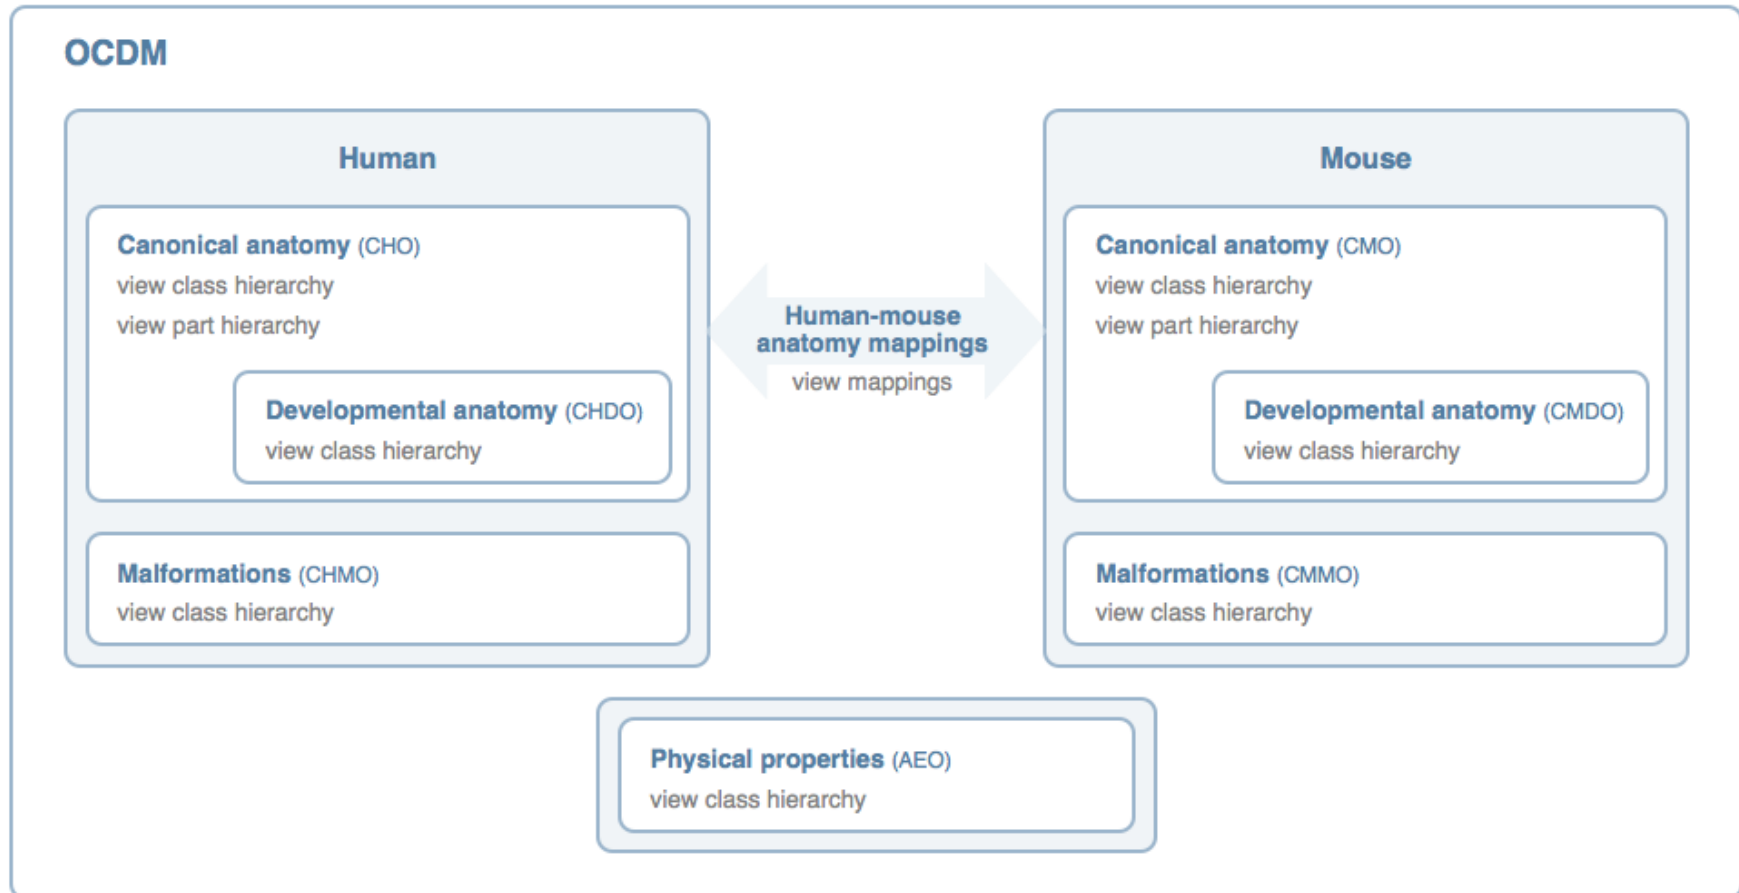 OCDM
Human
Canonical anatomy (CHO)
view class hierarchy
view part hierarchy
Developmental anatomy (CHDO)
view class hierarchy
Malformations (CHMO)
view class hierarchy
Human-mouse
anatomy mappings
view mappings
Mouse
Canonical anatomy (CMO)
view class hierarchy
view part hierarchy
Developmental anatomy (CMDO)
view class hierarchy
Malformations (CMMO)
view class hierarchy
Physical properties (AEO)
view class hierarchy